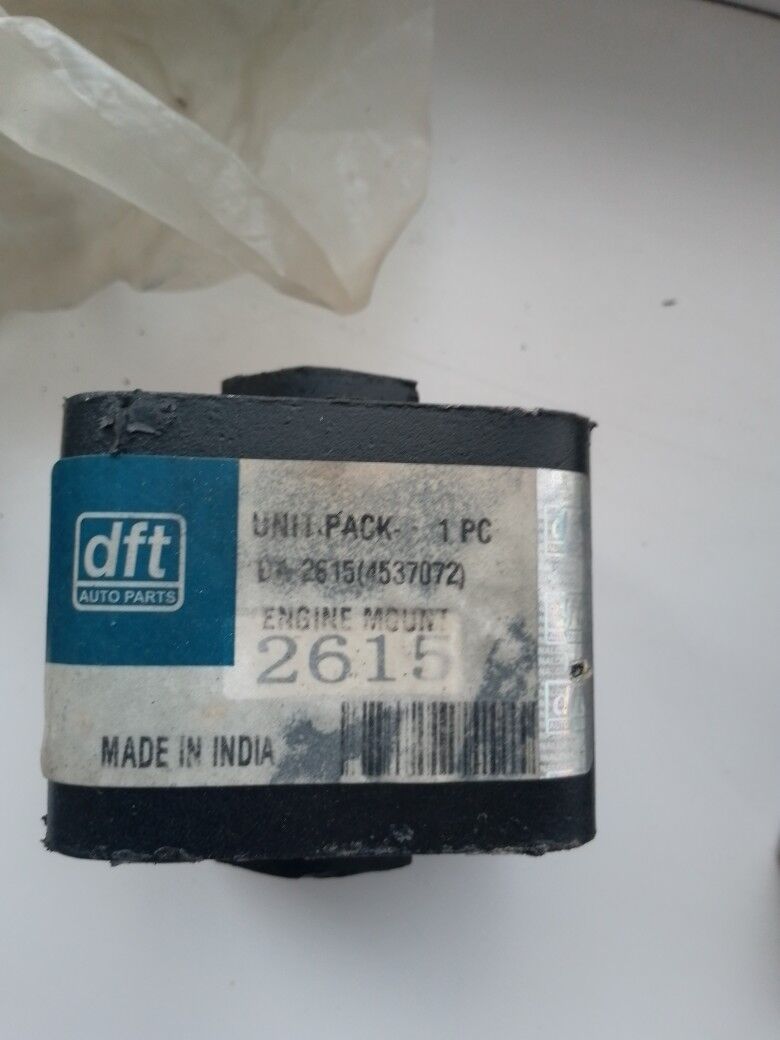 dft
AUTO PARTS
UNIT PACK- 1 PC
2615(4537072)
ENGINE MOUNT
2615
MADE IN INDIA